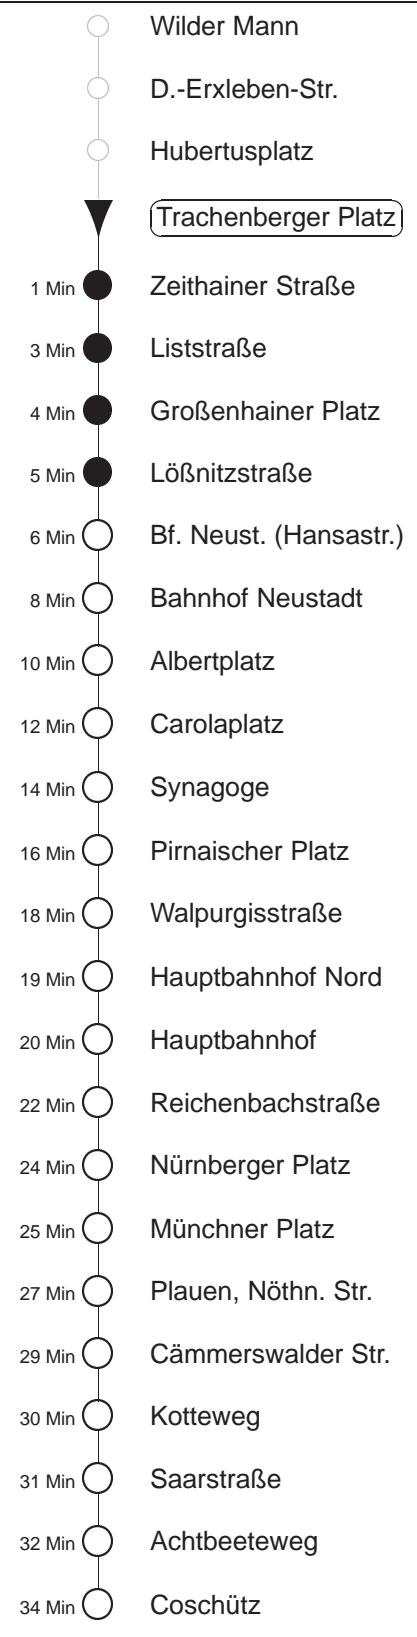 Wilder Mann
D.-Erxleben-Str.
Hubertusplatz
Trachenberger Platz
1 Min Zeithainer Straße
3 Min Liststraße
4 Min Großenhainer Platz
5 Min Lößnitzstraße
6 Min Bf. Neust. (Hansastr.)
8 Min Bahnhof Neustadt
10 Min Albertplatz
12 Min Carolaplatz
14 Min Synagoge
16 Min Pirnaischer Platz
18 Min Walpurgisstraße
19 Min Hauptbahnhof Nord
20 Min Hauptbahnhof
22 Min Reichenbachstraße
24 Min Nürnberger Platz
25 Min Münchner Platz
27 Min Plauen, Nöthn. Str.
29 Min Cämmerswalder Str.
30 Min Kotteweg
31 Min Saarstraße
32 Min Achtbeeteweg
34 Min Coschütz